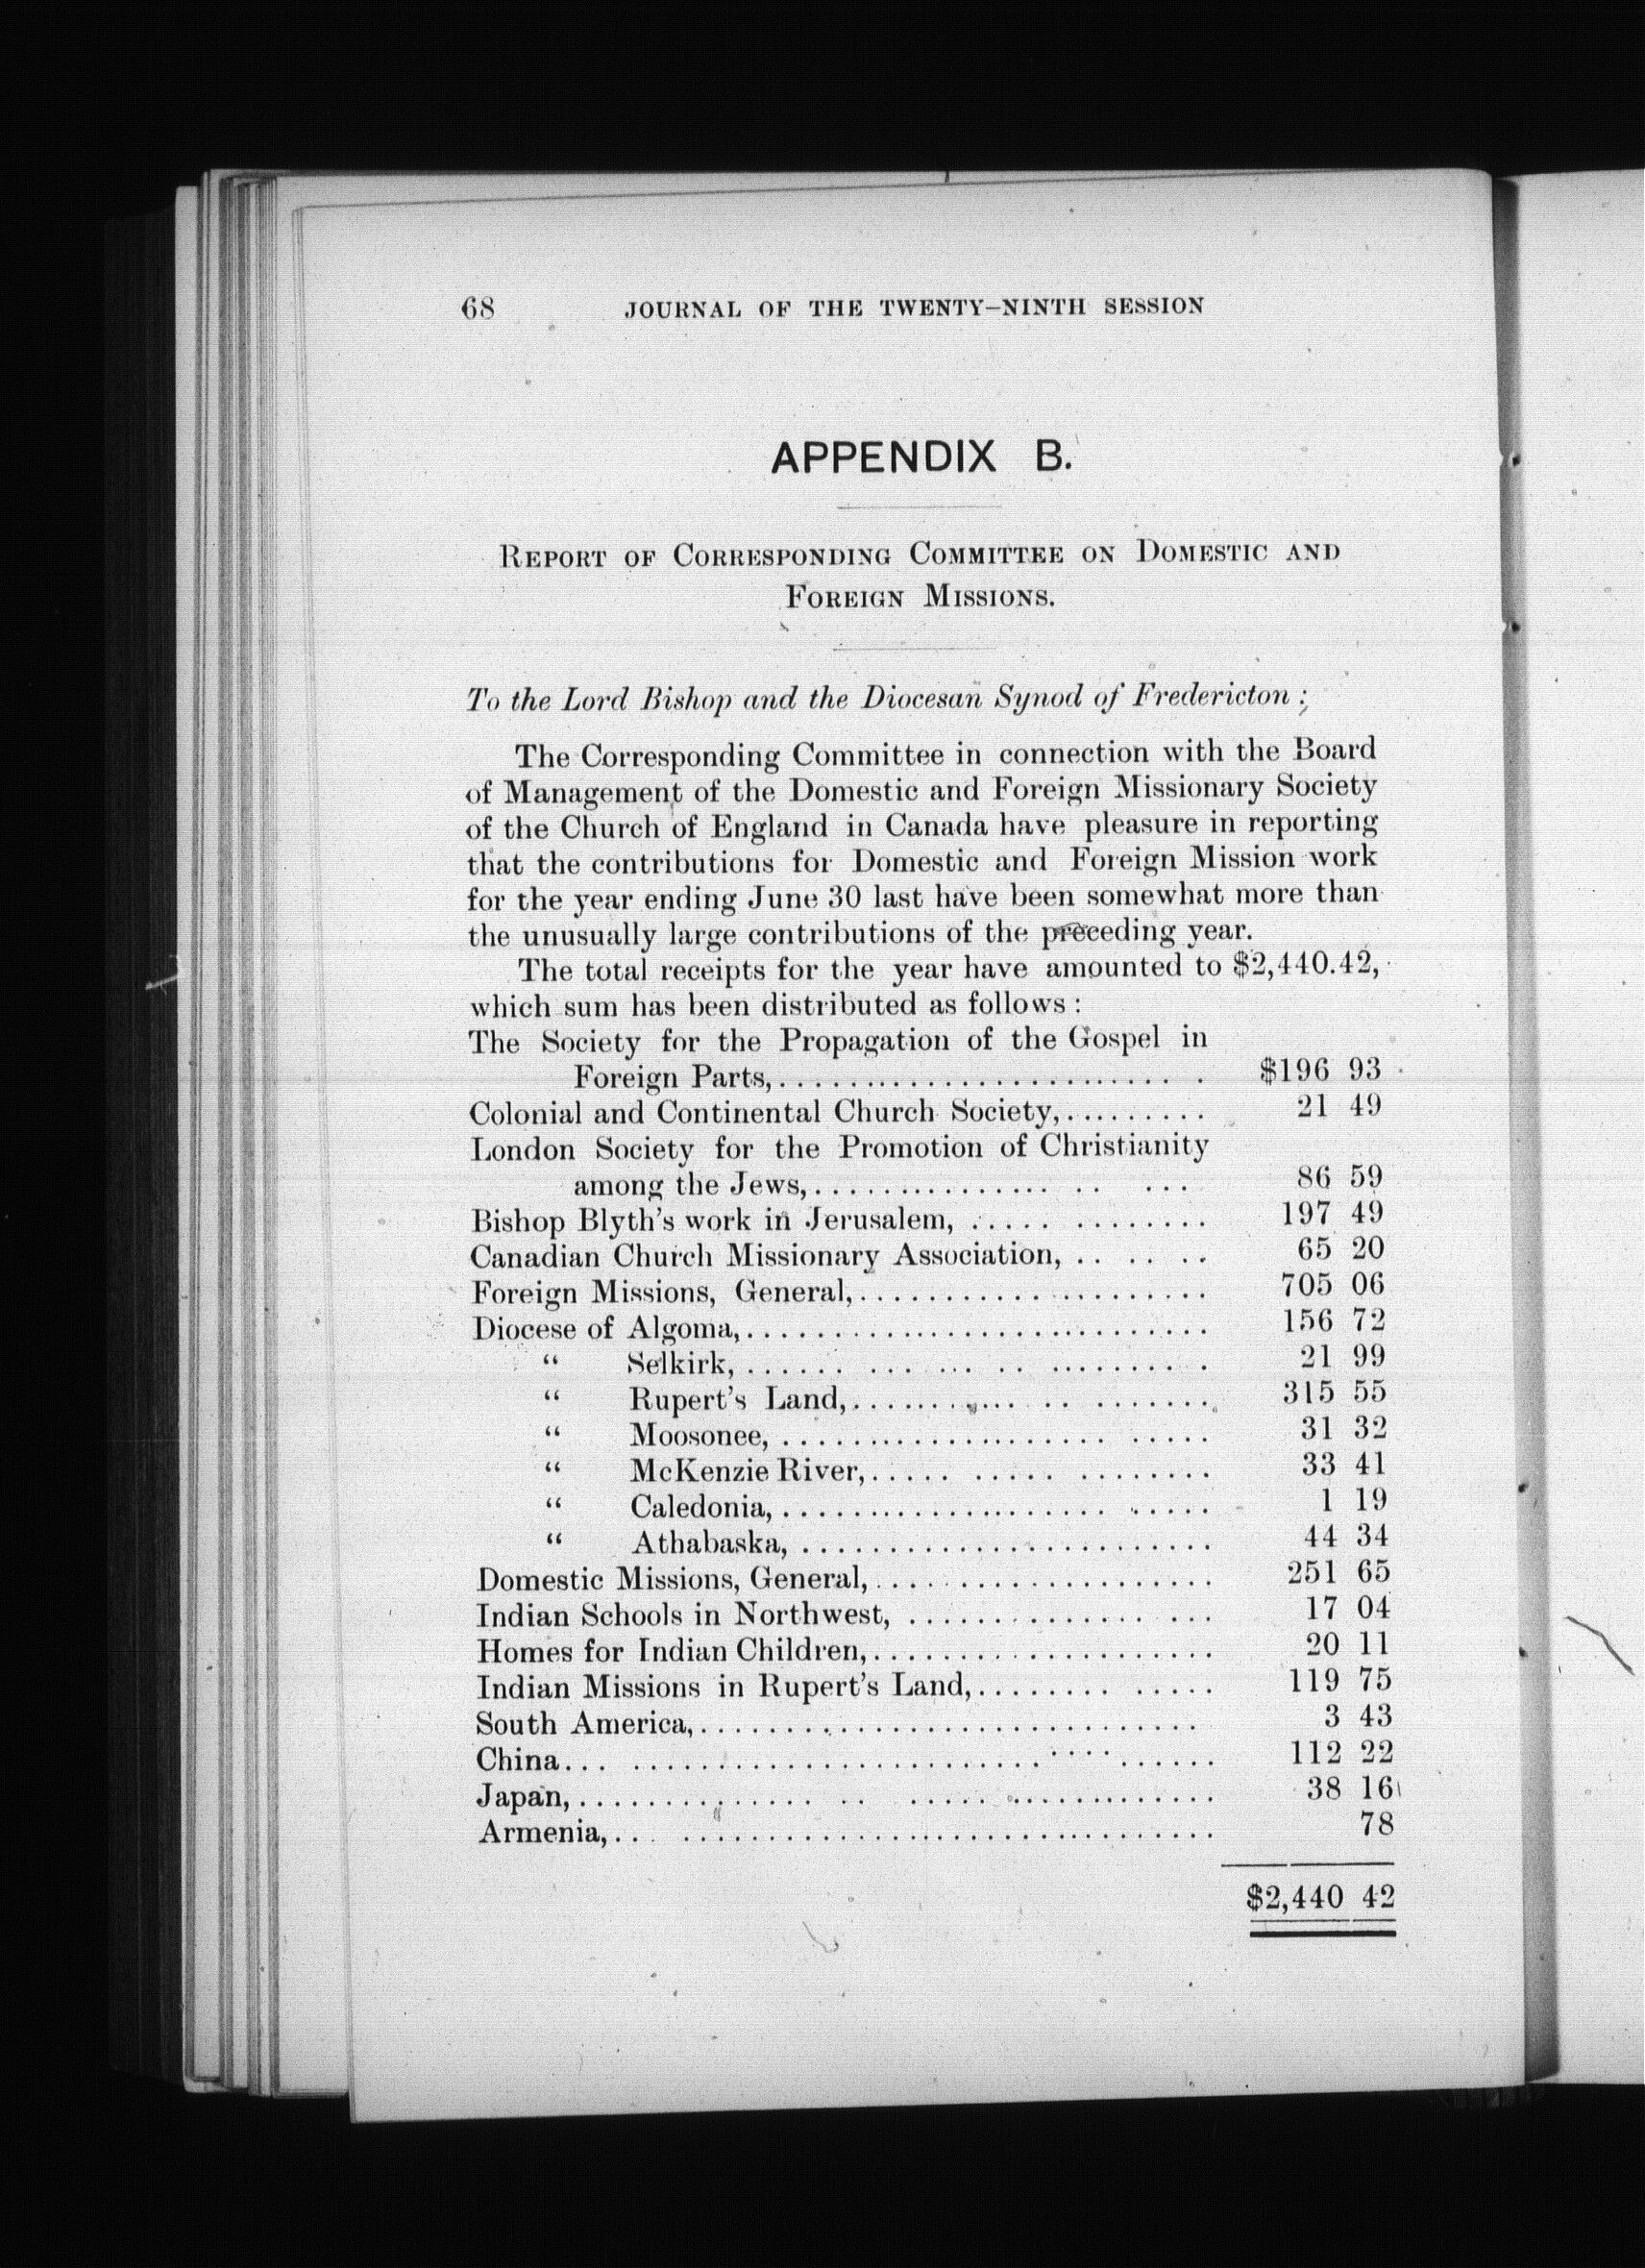 68 JOURNAL OF THE TWENTY-NINTH SESSION
APPENDIX B.
REPORT OF CORRESPONDING COMMITTEE ON DOMESTIC AND
FOREIGN MISSIONS.
To the Lord Bishop and the Diocesan Synod of Fredericton:
The Corresponding Committee in connection with the Board
of Management of the Domestic and Foreign Missionary Society
of the Church of England in Canada have pleasure in reporting
that the contributions for Domestic and Foreign Mission work
for the year ending June 30 last have been somewhat more than
the unusually large contributions of the preceding year.
The total receipts for the year have amounted to $2,440.42,
which sum has been distributed as follows:
The Society for the Propagation of the Gospel in
Foreign Parts,........................ $196 93
Colonial and Continental Church Society,......... 21 49
London Society for the Promotion of Christianity
among the Jews,.................... 86 59
Bishop Blyth's work in Jerusalem, ............. 197 49
Canadian Church Missionary Association, ...... 65 20
Foreign Missions, General,.................... 705 06
Diocese of Algoma,........................... 156 72
“ Selkirk, ......................... 21 99
“ Rupert's Land,.................... 315 55
“ Moosonee, ........................ 31 32
“ McKenzie River,.................. 33 41
“ Caledonia, ........................ 1 19
“ Athabaska, ........................ 44 34
Domestic Missions, General,.................... 251 65
Indian Schools in Northwest, ................. 17 04
Homes for Indian Children,.................... 20 11
Indian Missions in Rupert's Land,............. 119 75
South America,............................. 3 43
China.................................... 112 22
Japan,.................................... 38 16
Armenia,.................................. 78
$2,440 42